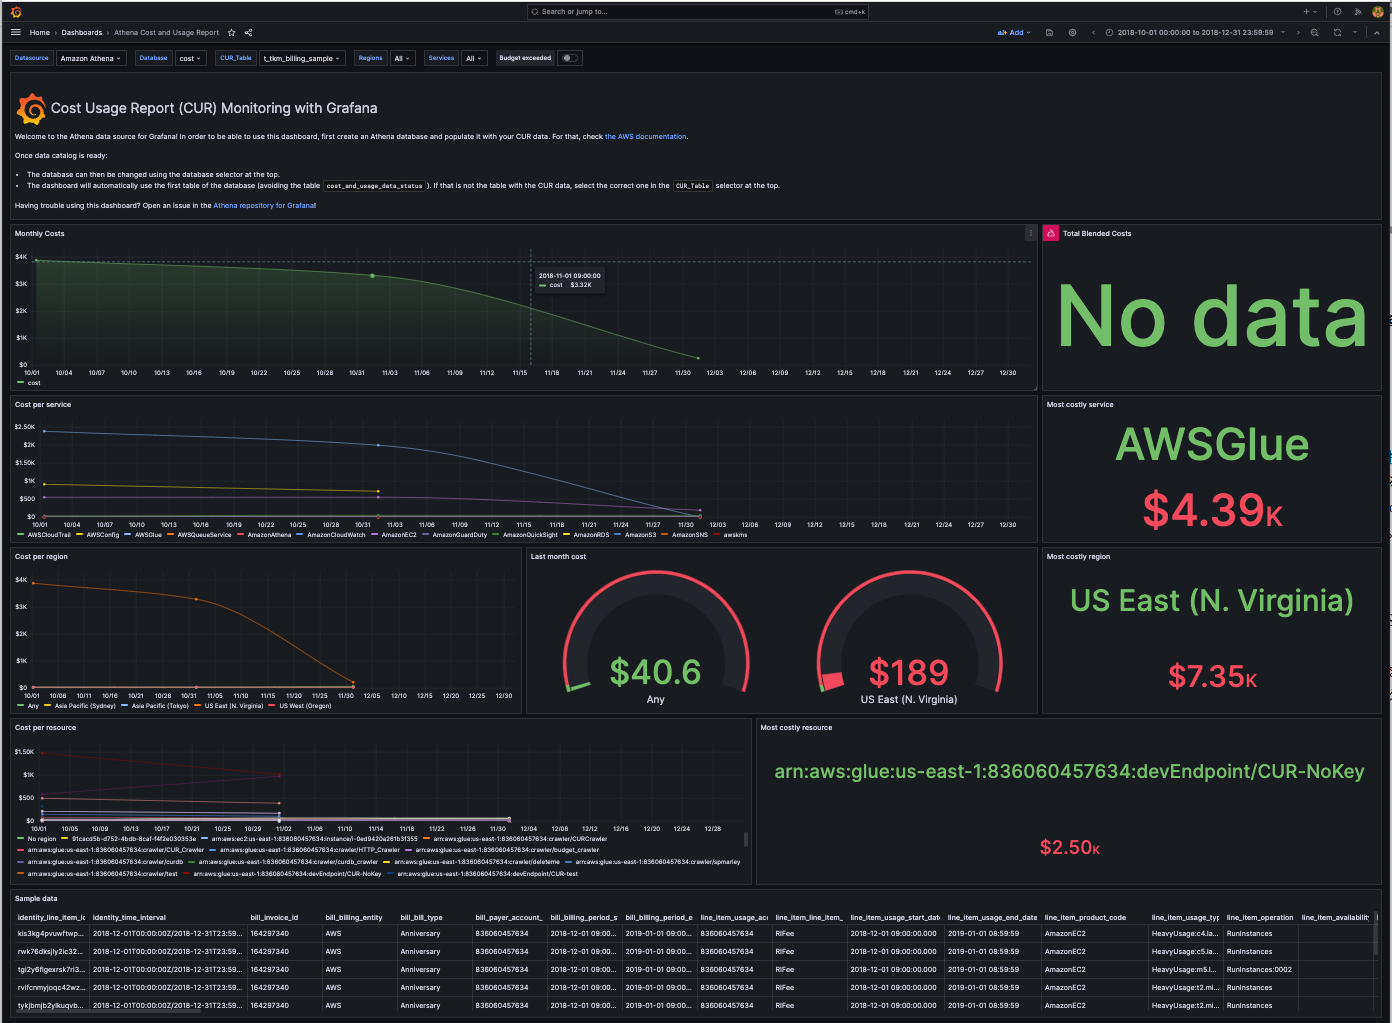 Search or jump to...
cmd+k
Home › Dashboards › Athena Cost and Usage Report
Add
2018-10-01 00:00:00 to 2018-12-31 23:59:59
Datasource Amazon Athena Database cost CUR_Table t_tkm_billing_sample Regions All Services All Budget exceeded
Cost Usage Report (CUR) Monitoring with Grafana
Welcome to the Athena data source for Grafana! In order to be able to use this dashboard, first create an Athena database and populate it with your CUR data. For that, check the AWS documentation.
Once data catalog is ready:
• The database can then be changed using the database selector at the top.
• The dashboard will automatically use the first table of the database (avoiding the table cost_and_usage_data_status ). If that is not the table with the CUR data, select the correct one in the CUR_Table selector at the top.
Having trouble using this dashboard? Open an issue in the Athena repository for Grafana!
Monthly Costs
$4K
$3K
$2K
$1K
$0
2018-11-01 09:00:00
cost $3.32K
10/01 10/04 10/07 10/10 10/13 10/16 10/19 10/22 10/25 10/28 10/31 11/03 11/06 11/09 11/12 11/15 11/18 11/21 11/24 11/27 11/30 12/03 12/06 12/09 12/12 12/15 12/18 12/21 12/24 12/27 12/30
cost
Total Blended Costs
No data
Cost per service
$2.50K
$2K
$1.50K
$1K
$500
$0
10/01 10/04 10/07 10/10 10/13 10/16 10/19 10/22 10/25 10/28 10/31 11/03 11/06 11/09 11/12 11/15 11/18 11/21 11/24 11/27 11/30 12/03 12/06 12/09 12/12 12/15 12/18 12/21 12/24 12/27 12/30
AWSCloudTrail AWSConfig AWSGlue AWSQueueService AmazonAthena AmazonCloudWatch AmazonEC2 AmazonGuardDuty AmazonQuickSight AmazonRDS AmazonS3 AmazonSNS awskms
Most costly service
AWSGlue
$4.39K
Cost per region
$4K
$3K
$2K
$1K
$0
10/01 10/06 10/11 10/16 10/21 10/26 10/31 11/05 11/10 11/15 11/20 11/25 11/30 12/05 12/10 12/15 12/20 12/25 12/30
Any Asia Pacific (Sydney) Asia Pacific (Tokyo) US East (N. Virginia) US West (Oregon)
Last month cost
$40.6
Any
$189
US East (N. Virginia)
Most costly region
US East (N. Virginia)
$7.35K
Cost per resource
$1.50K
$1K
$500
$0
10/01 10/05 10/09 10/13 10/17 10/21 10/25 10/29 11/02 11/06 11/10 11/14 11/18 11/22 11/26 11/30 12/04 12/08 12/12 12/16 12/20 12/24 12/28
No region 91cacd5b-d752-4bdb-8caf-f4f2e030353e arn:aws:ec2:us-east-1:836060457634:instance/i-0ed9420a261b3f355 arn:aws:glue:us-east-1:836060457634:crawler/CURCrawler
arn:aws:glue:us-east-1:836060457634:crawler/CUR_Crawler arn:aws:glue:us-east-1:836060457634:crawler/HTTP_Crawler arn:aws:glue:us-east-1:836060457634:crawler/budget_crawler
arn:aws:glue:us-east-1:836060457634:crawler/curdb arn:aws:glue:us-east-1:836060457634:crawler/curdb_crawler arn:aws:glue:us-east-1:836060457634:crawler/deleteme arn:aws:glue:us-east-1:836060457634:crawler/spmarley
arn:aws:glue:us-east-1:836060457634:crawler/test arn:aws:glue:us-east-1:836060457634:devEndpoint/CUR-NoKey arn:aws:glue:us-east-1:836060457634:devEndpoint/CUR-test
Most costly resource
arn:aws:glue:us-east-1:836060457634:devEndpoint/CUR-NoKey
$2.50K
Sample data
identity_line_item_ic identity_time_interval bill_invoice_id bill_billing_entity bill_bill_type bill_payer_account_ bill_billing_period_s bill_billing_period_e line_item_usage_acc line_item_line_item_ line_item_usage_start_dat line_item_usage_end_date line_item_product_code line_item_usage_typ line_item_operation line_item_availability
kis3kg4pvuwftwp... 2018-12-01T00:00:00Z/2018-12-31T23:59... 164297340 AWS Anniversary 836060457634 2018-12-01 09:00... 2019-01-01 09:00... 836060457634 RIFee 2018-12-01 09:00:00.000 2019-01-01 08:59:59 AmazonEC2 HeavyUsage:c4.la... RunInstances
rwk76dksjly2ic32... 2018-12-01T00:00:00Z/2018-12-31T23:59... 164297340 AWS Anniversary 836060457634 2018-12-01 09:00... 2019-01-01 09:00... 836060457634 RIFee 2018-12-01 09:00:00.000 2019-01-01 08:59:59 AmazonEC2 HeavyUsage:c5.la... RunInstances
tgl2y6flgexrsk7ri3... 2018-12-01T00:00:00Z/2018-12-31T23:59... 164297340 AWS Anniversary 836060457634 2018-12-01 09:00... 2019-01-01 09:00... 836060457634 RIFee 2018-12-01 09:00:00.000 2019-01-01 08:59:59 AmazonEC2 HeavyUsage:m5.l... RunInstances:0002
rvifcnmyjoqc42wz... 2018-12-01T00:00:00Z/2018-12-31T23:59... 164297340 AWS Anniversary 836060457634 2018-12-01 09:00... 2019-01-01 09:00... 836060457634 RIFee 2018-12-01 09:00:00.000 2019-01-01 08:59:59 AmazonEC2 HeavyUsage:t2.mi... RunInstances
tykjbmjb2ylkuqvb... 2018-12-01T00:00:00Z/2018-12-31T23:59... 164297340 AWS Anniversary 836060457634 2018-12-01 09:00... 2019-01-01 09:00... 836060457634 RIFee 2018-12-01 09:00:00.000 2019-01-01 08:59:59 AmazonEC2 HeavyUsage:t2.mi... RunInstances